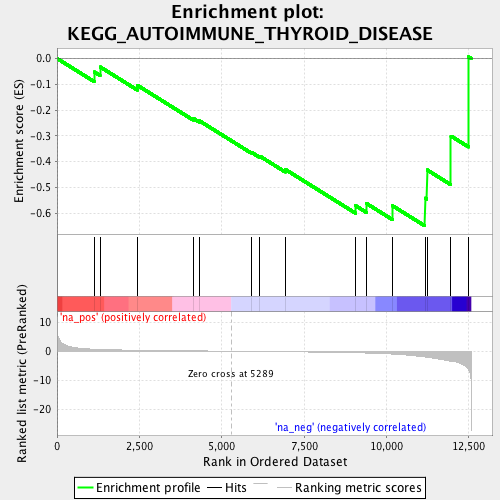 Enrichment plot:
KEGG_AUTOIMMUNE_THYROID_DISEASE
Enrichment score (ES)
0.0
-0.1
-0.2
-0.3
-0.4
-0.5
-0.6
'na_pos' (positively correlated)
Ranked list metric (PreRanked)
10
5
0
-5
-10
-15
-20
Zero cross at 5289
'na_neg' (negatively correlated)
0
2,500
5,000
7,500
10,000
12,500
Rank in Ordered Dataset
Enrichment profile
Hits
Ranking metric scores